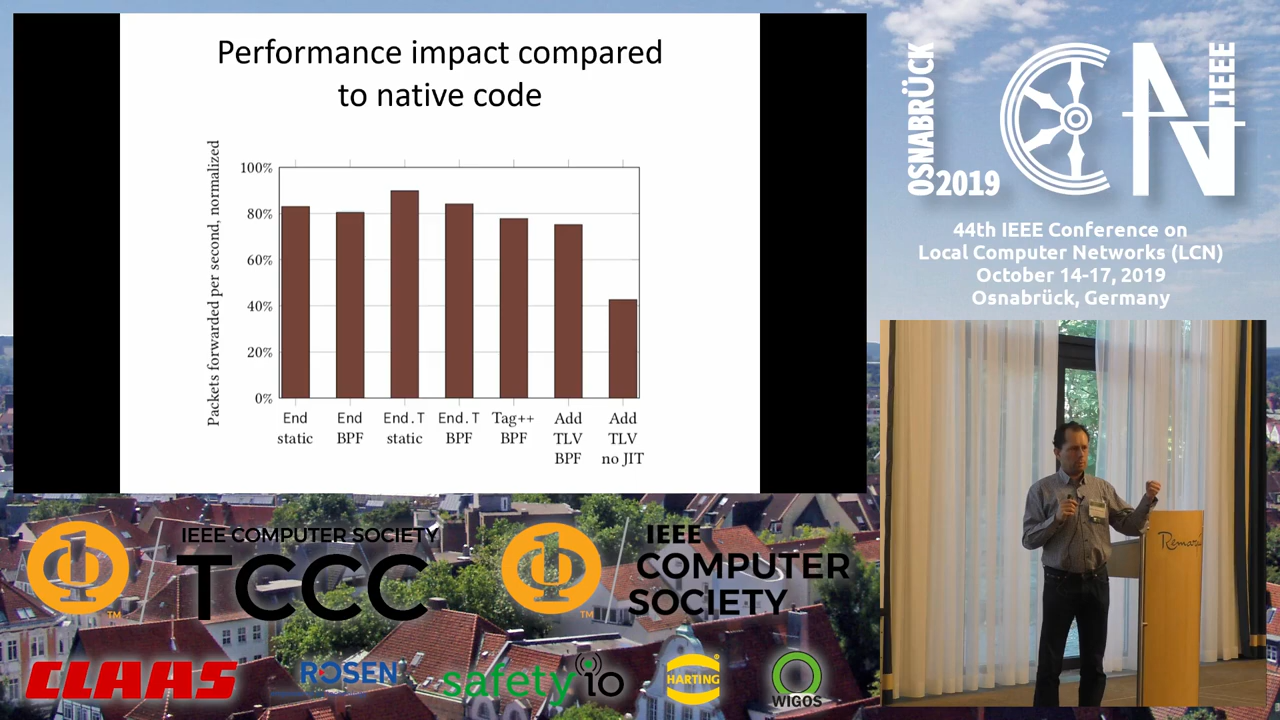 Performance impact compared
to native code
Packets forwarded per second, normalized
100%
80%
60%
40%
20%
0%
End
static
End
BPF
End.T
static
End.T
BPF
Tag++
BPF
Add
TLV
BPF
Add
TLV
no JIT
OSNABRÜCK
2019
IEEE
44th IEEE Conference on
Local Computer Networks (LCN)
October 14-17, 2019
Osnabrück, Germany
IEEE COMPUTER SOCIETY
TCCC
TM
IEEE
COMPUTER
SOCIETY
TM
CLAAS
ROSEN
safety io
HARTING
WIGOS